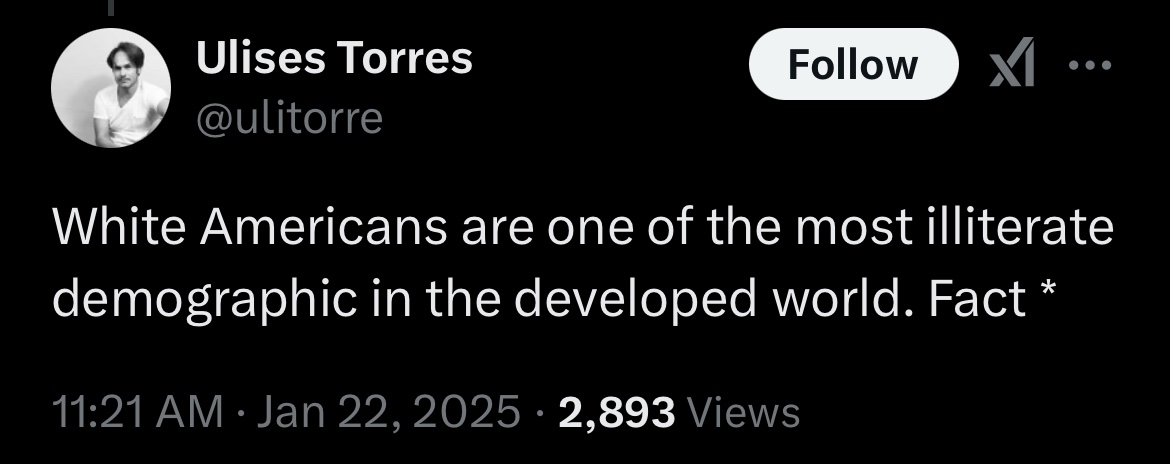 Ulises Torres
Follow
@ulitorre
White Americans are one of the most illiterate
demographic in the developed world. Fact *
11:21 AM · Jan 22, 2025 · 2,893 Views